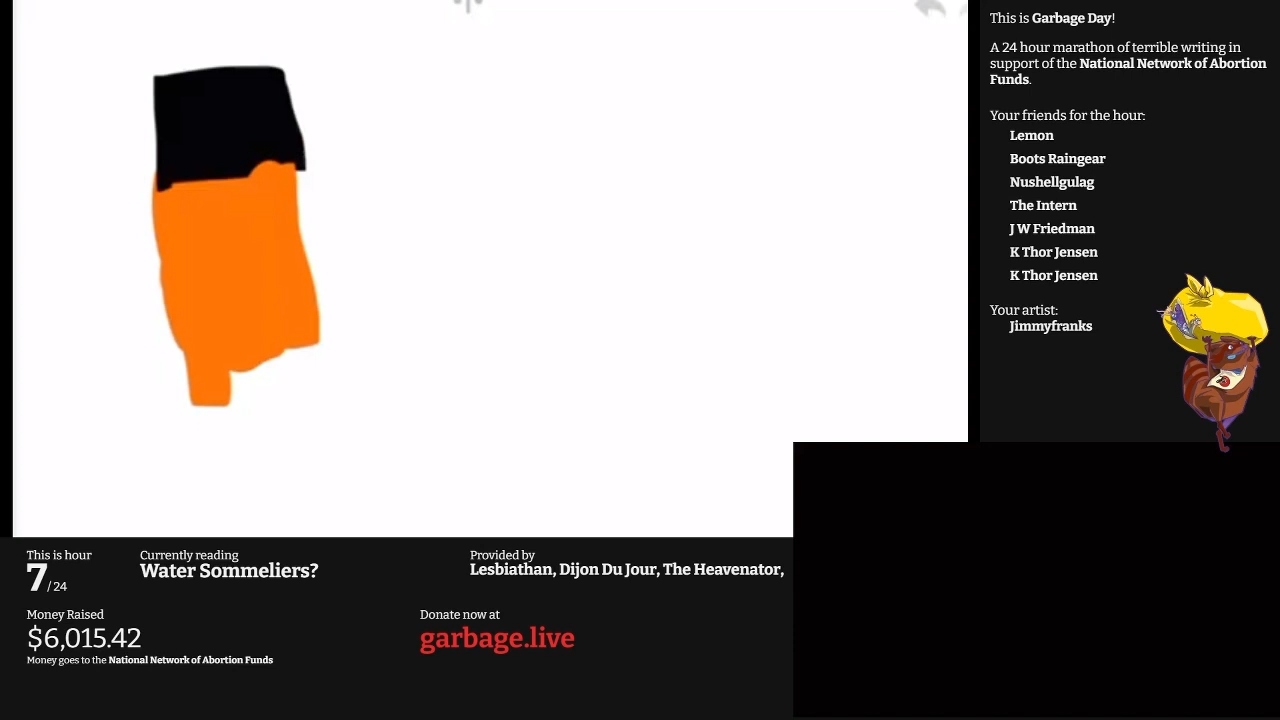 This is Garbage Day!
A 24 hour marathon of terrible writing in
support of the National Network of Abortion
Funds.
Your friends for the hour:
Lemon
Boots Raingear
Nushellgulag
The Intern
J W Friedman
K Thor Jensen
K Thor Jensen
Your artist:
Jimmyfranks
This is hour
7/24
Currently reading
Water Sommeliers?
Provided by
Lesbiathan, Dijon Du Jour, The Heavenator,
Money Raised
$6,015.42
Money goes to the National Network of Abortion Funds
Donate now at
garbage.live